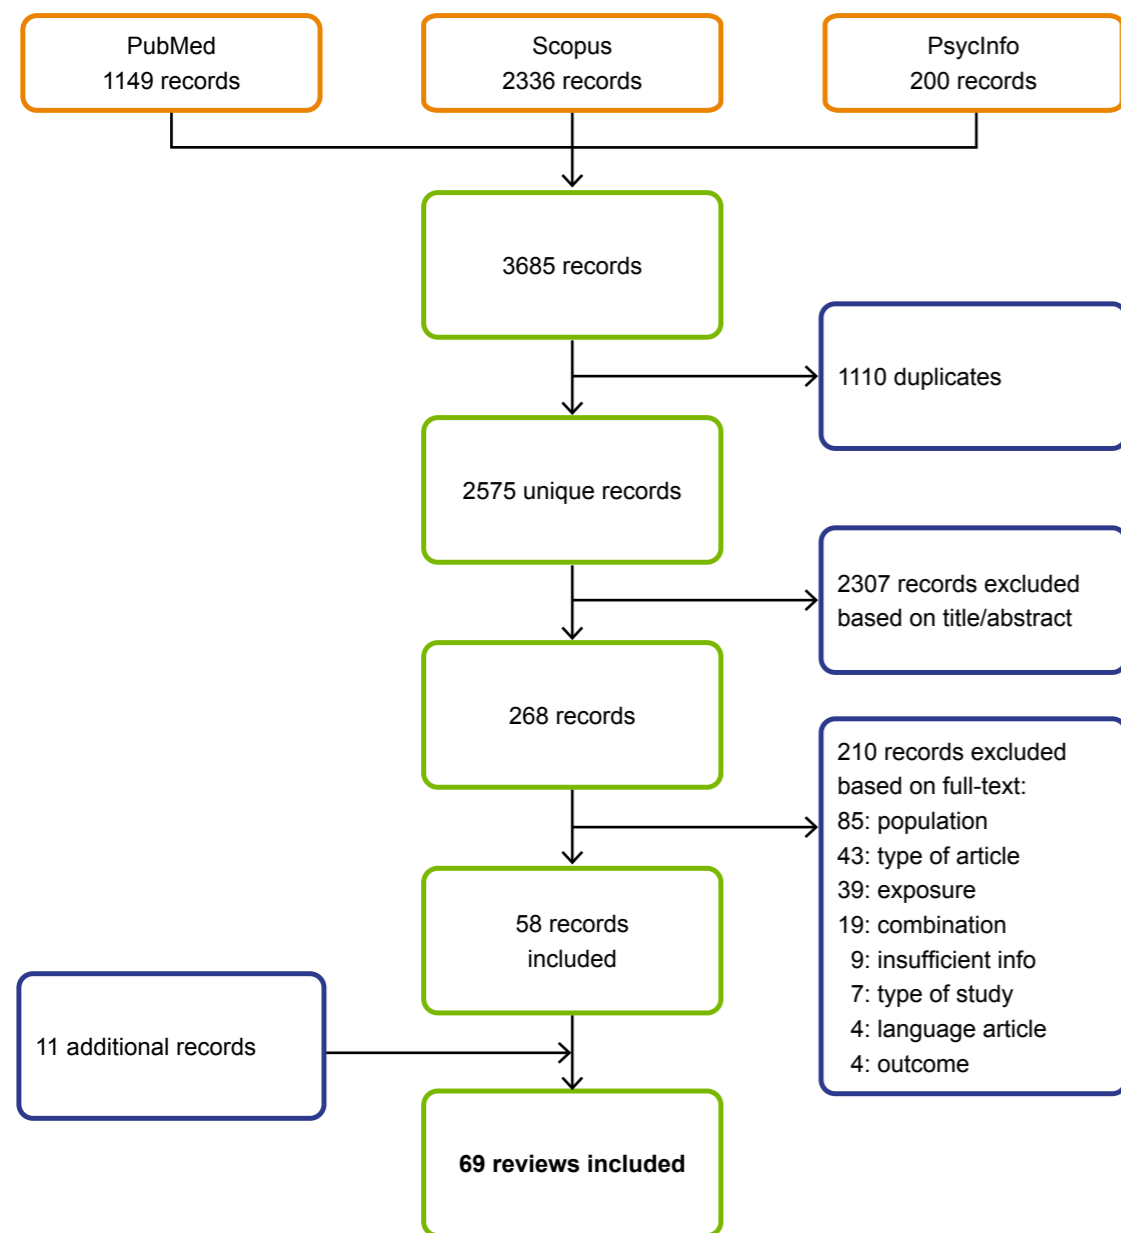 PubMed
1149 records
Scopus
2336 records
PsycInfo
200 records
3685 records
1110 duplicates
2575 unique records
2307 records excluded
based on title/abstract
268 records
210 records excluded
based on full-text:
85: population
43: type of article
39: exposure
19: combination
9: insufficient info
7: type of study
4: language article
4: outcome
58 records
included
11 additional records
69 reviews included